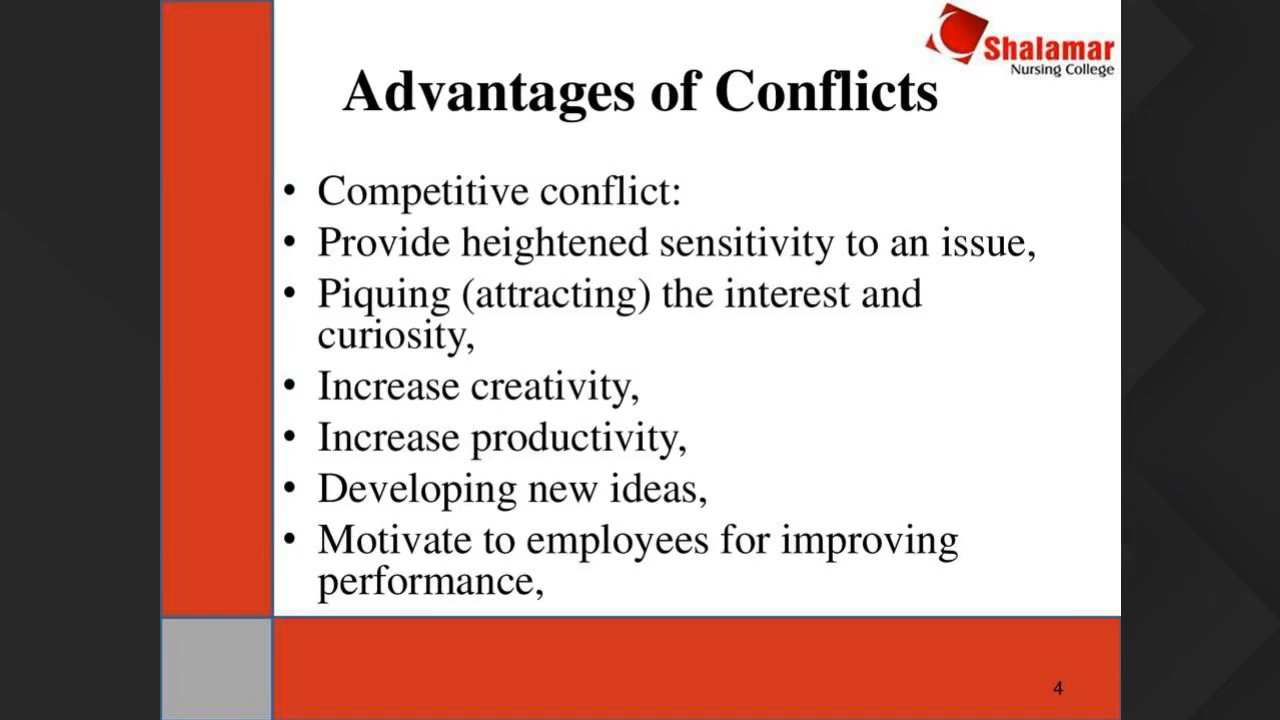 Shalamar
Nursing College
Advantages of Conflicts
• Competitive conflict:
• Provide heightened sensitivity to an issue,
• Piquing (attracting) the interest and
curiosity,
• Increase creativity,
• Increase productivity,
• Developing new ideas,
• Motivate to employees for improving
performance,
4